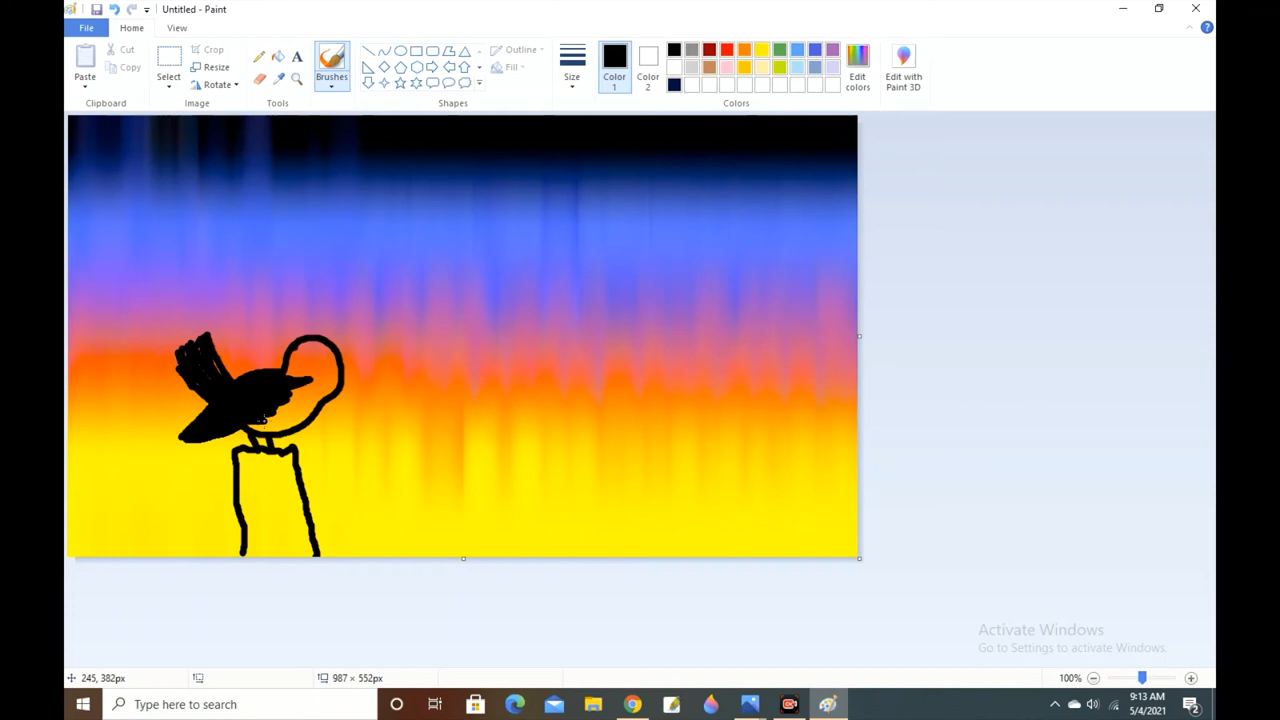 Untitled - Paint
File Home View
Paste Cut Copy
Select Crop Resize Rotate
A
Brushes
Outline Fill
Size
Color 1
Color 2
Edit colors
Edit with Paint 3D
Clipboard Image Tools Shapes Colors
Activate Windows
Go to Settings to activate Windows.
245, 382px 987 × 552px 100%
Type here to search
9:13 AM
5/4/2021
2